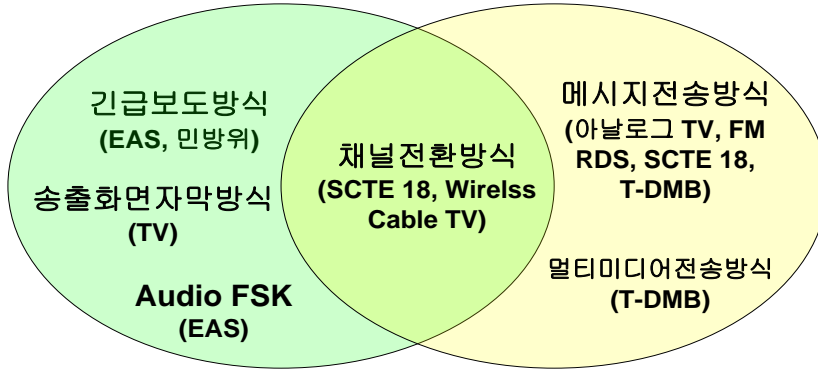 긴급보도방식
(EAS, 민방위)
송출화면자막방식
(TV)
Audio FSK
(EAS)
채널전환방식
(SCTE 18, Wirelss
Cable TV)
메시지전송방식
(아날로그 TV, FM
RDS, SCTE 18,
T-DMB)
멀티미디어전송방식
(T-DMB)